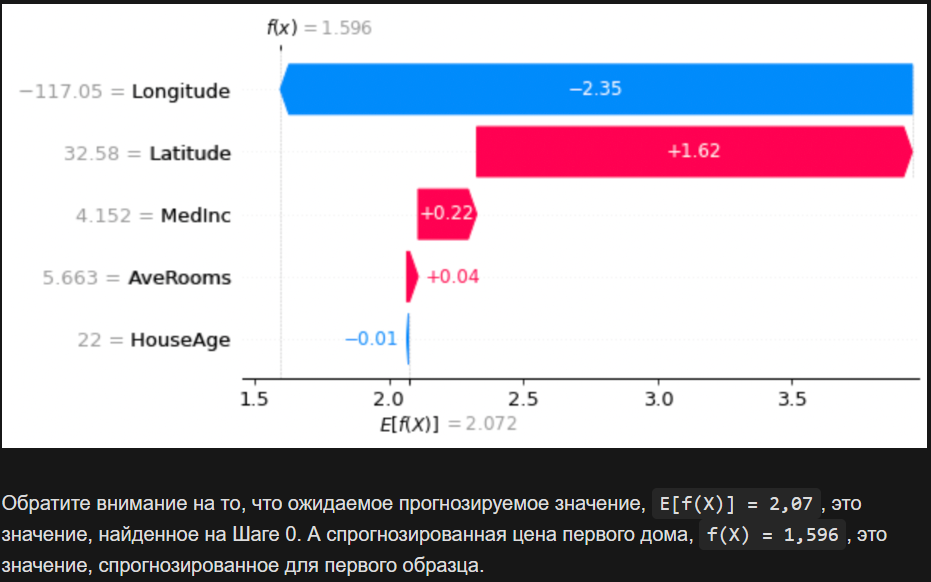 f(x) = 1.596
−117.05 = Longitude
−2.35
32.58 = Latitude
+1.62
4.152 = MedInc
+0.22
5.663 = AveRooms
+0.04
22 = HouseAge
−0.01
1.5 2.0 2.5 3.0 3.5
E[f(X)] = 2.072
Обратите внимание на то, что ожидаемое прогнозируемое значение, E[f(X)] = 2,07 , это
значение, найденное на Шаге 0. А спрогнозированная цена первого дома, f(X) = 1,596 , это
значение, спрогнозированное для первого образца.